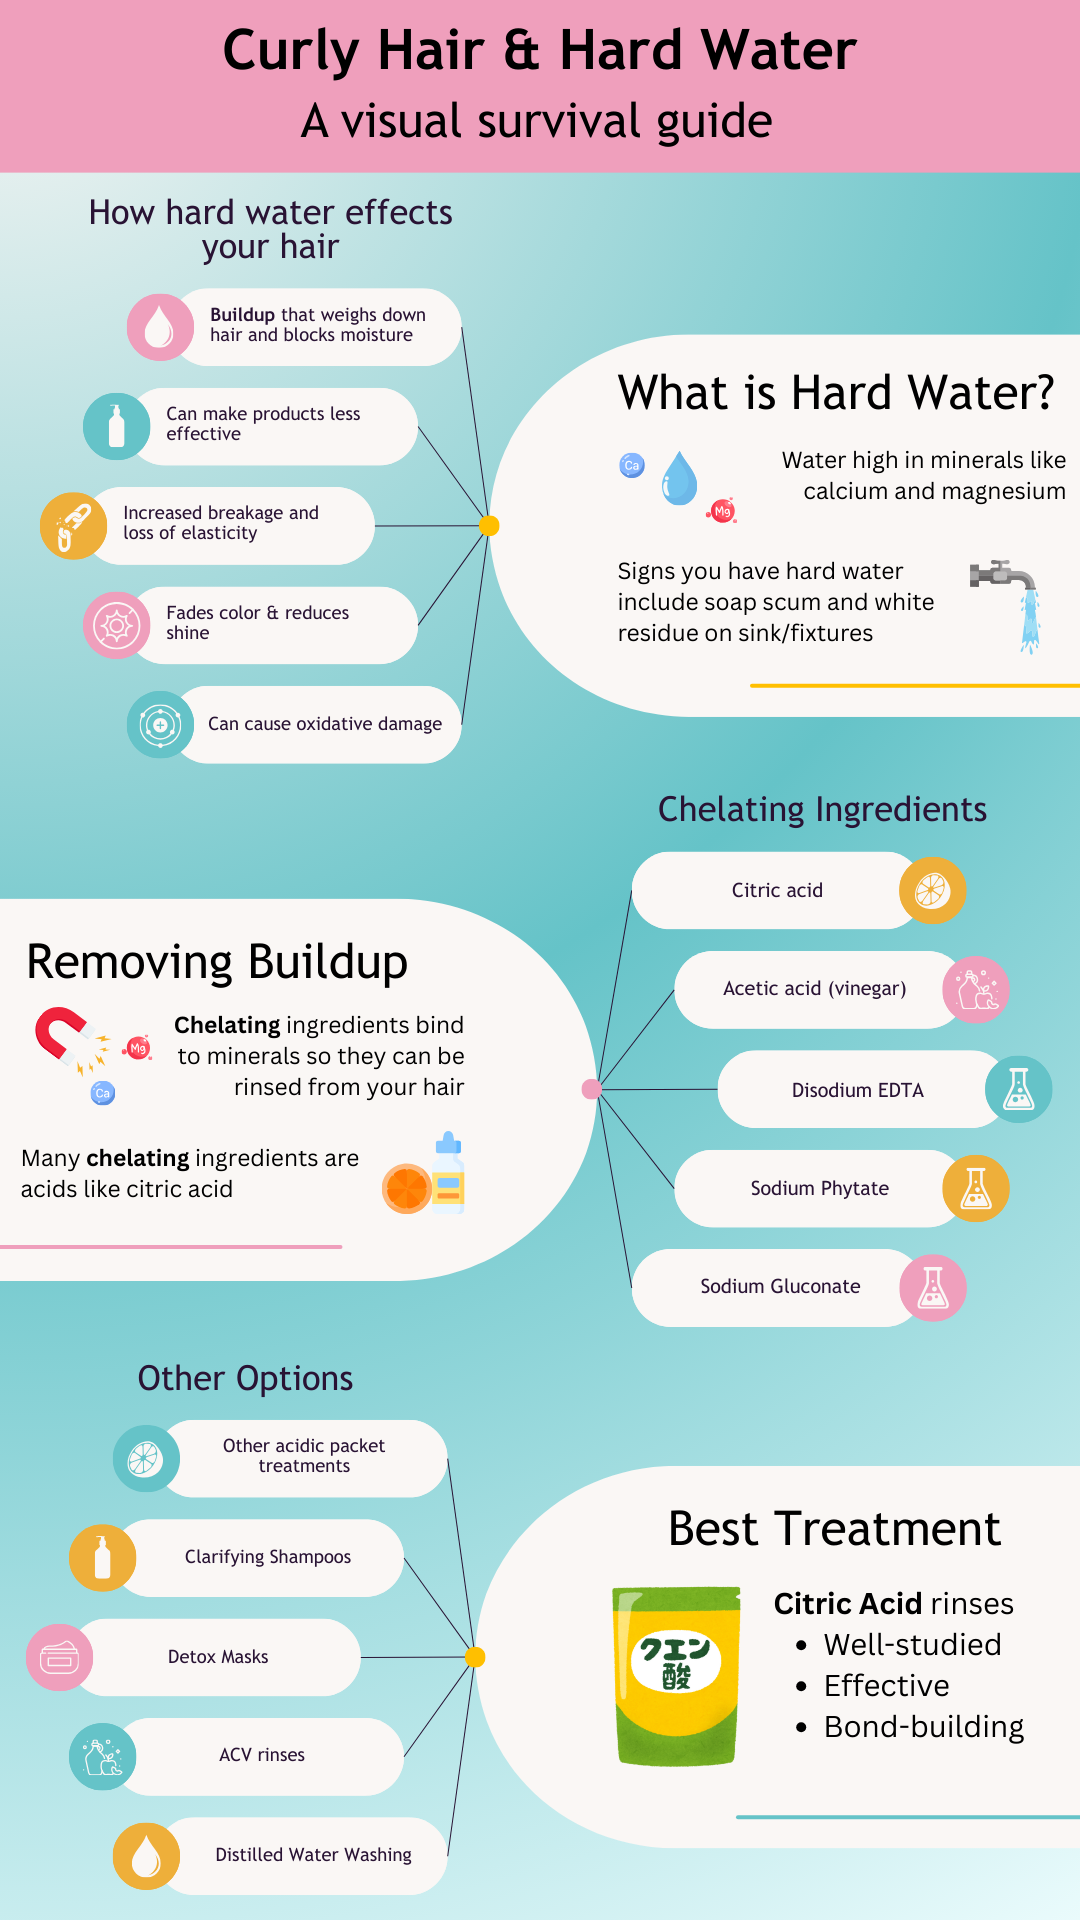 Curly Hair & Hard Water
A visual survival guide
How hard water effects
your hair
Buildup that weighs down
hair and blocks moisture
Can make products less
effective
Increased breakage and
loss of elasticity
Fades color & reduces
shine
Can cause oxidative damage
What is Hard Water?
Ca
Mg
Water high in minerals like
calcium and magnesium
Signs you have hard water
include soap scum and white
residue on sink/fixtures
Removing Buildup
Mg
Ca
Chelating ingredients bind
to minerals so they can be
rinsed from your hair
Many chelating ingredients are
acids like citric acid
Chelating Ingredients
Citric acid
Acetic acid (vinegar)
Disodium EDTA
Sodium Phytate
Sodium Gluconate
Other Options
Other acidic packet
treatments
Clarifying Shampoos
Detox Masks
ACV rinses
Distilled Water Washing
Best Treatment
クエン
酸
Citric Acid rinses
• Well-studied
• Effective
• Bond-building